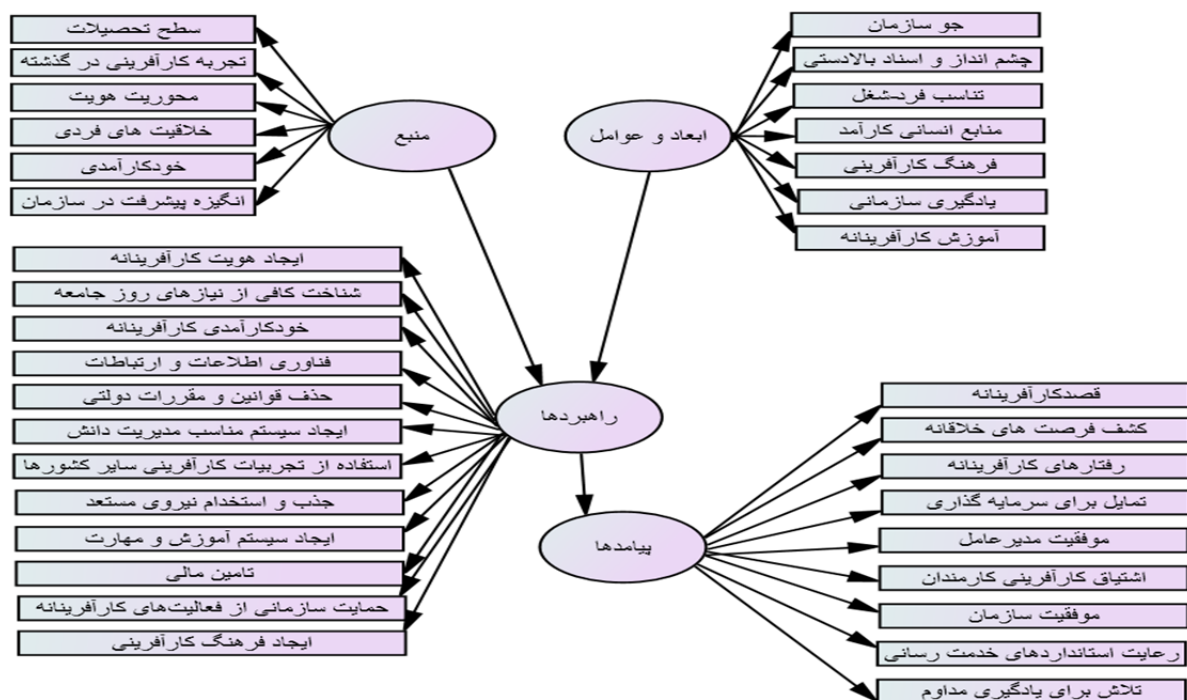 جو سازمان
چشم انداز و اسناد بالادستی
تناسب فرد-شغل
منابع انسانی کارآمد
فرهنگ کارآفرینی
یادگیری سازمانی
آموزش کارآفرینانه
ابعاد و عوامل
منبع
سطح تحصیلات
تجربه کارآفرینی در گذشته
محوریت هویت
خلاقیت های فردی
خودکارآمدی
انگیزه پیشرفت در سازمان
راهبردها
ایجاد هویت کارآفرینانه
شناخت کافی از نیازهای روز جامعه
خودکارآمدی کارآفرینانه
فناوری اطلاعات و ارتباطات
حذف قوانین و مقررات دولتی
ایجاد سیستم مناسب مدیریت دانش
استفاده از تجربیات کارآفرینی سایر کشورها
جذب و استخدام نیروی مستعد
ایجاد سیستم آموزش و مهارت
تامین مالی
حمایت سازمانی از فعالیت‌های کارآفرینانه
ایجاد فرهنگ کارآفرینی
پیامدها
قصدکارآفرینانه
کشف فرصت های خلاقانه
رفتارهای کارآفرینانه
تمایل برای سرمایه گذاری
موفقیت مدیرعامل
اشتیاق کارآفرینی کارمندان
موفقیت سازمان
رعایت استانداردهای خدمت رسانی
تلاش برای یادگیری مداوم